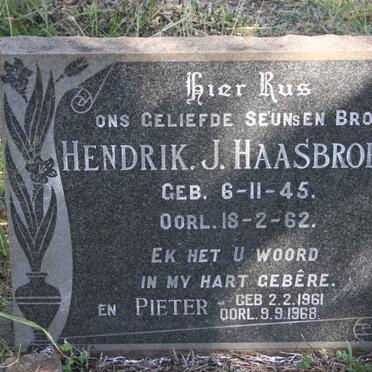 Hier Rus
ONS GELIEFDE SEUNS EN BRO
HENDRIK. J. HAASBROE
GEB. 6-11-45.
OORL. 18-2-62.
EK HET U WOORD
IN MY HART GEBÊRE.
EN PIETER - GEB 2.2.1961
OORL. 9.9.1968.